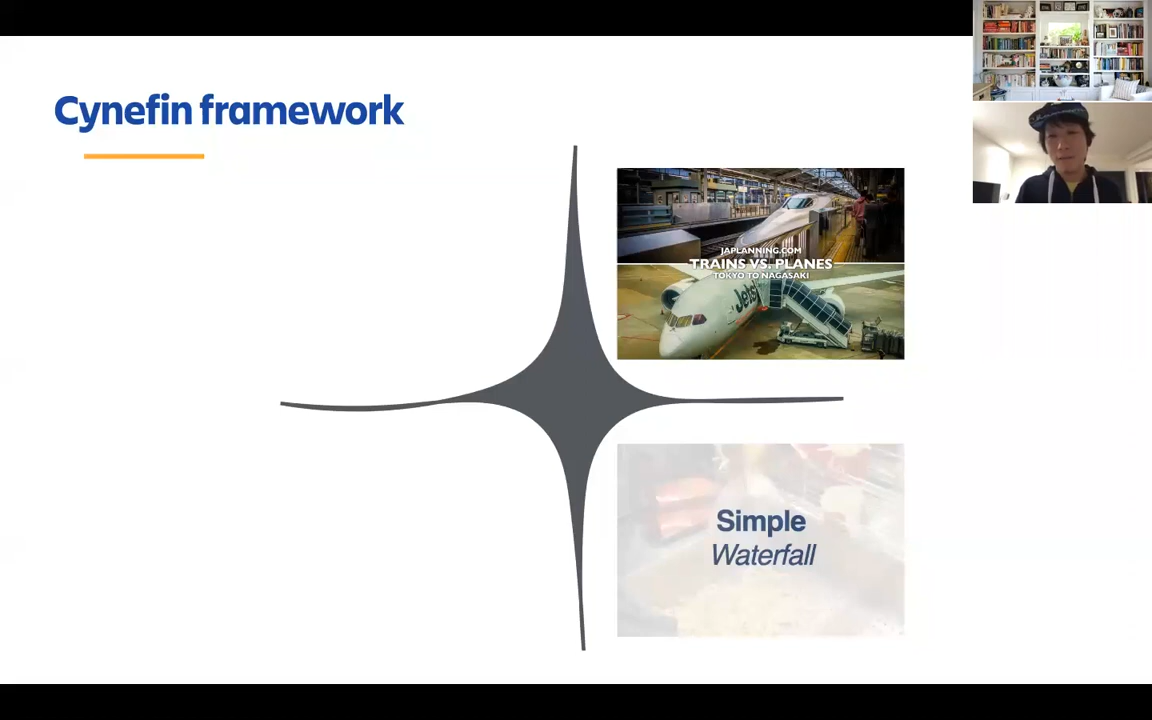 Cynefin framework
JAPLANNING.COM
TRAINS VS. PLANES
TOKYO TO NAGASAKI
Simple
Waterfall